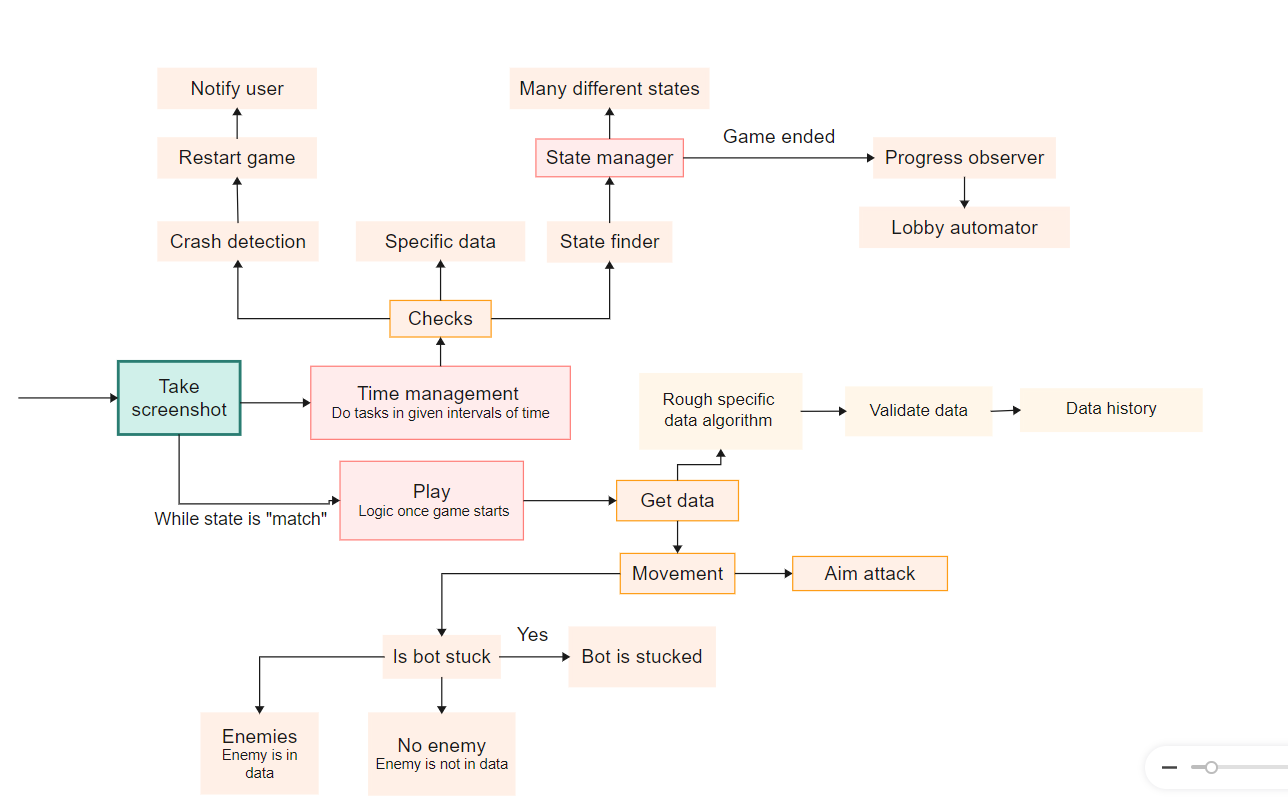 Notify user
Many different states
Game ended
Restart game
State manager
Progress observer
Lobby automator
Crash detection
Specific data
State finder
Checks
Take
screenshot
Time management
Do tasks in given intervals of time
Rough specific
data algorithm
Validate data
Data history
Play
Logic once game starts
Get data
While state is "match"
Movement
Aim attack
Yes
Is bot stuck
Bot is stucked
Enemies
Enemy is in
data
No enemy
Enemy is not in data